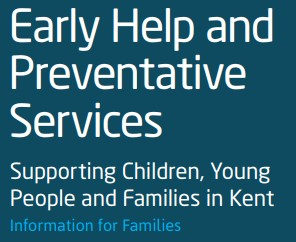 Early Help and
Preventative
Services
Supporting Children, Young
People and Families in Kent
Information for Families